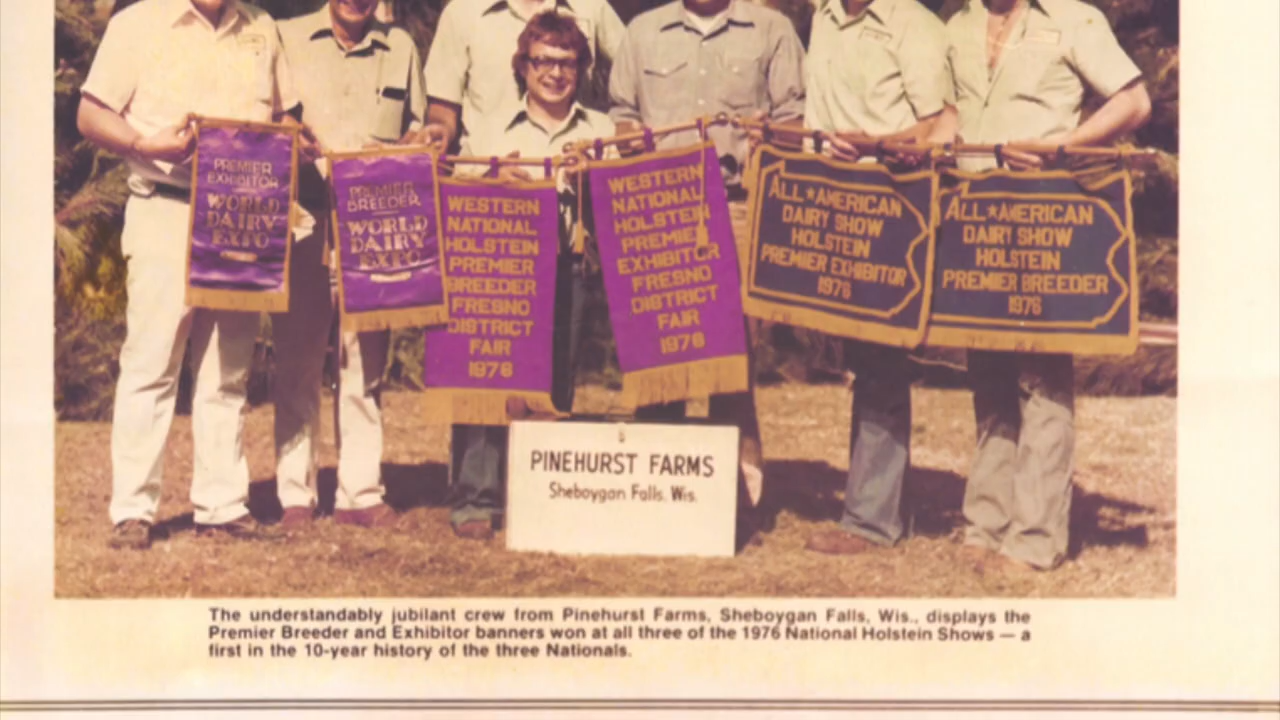 PREMIER
EXHIBITOR
WORLD
DAIRY
EXPO
PREMIER
BREEDER
WORLD
DAIRY
EXPO
WESTERN
NATIONAL
HOLSTEIN
PREMIER
BREEDER
FRESNO
DISTRICT
FAIR
1976
WESTERN
NATIONAL
HOLSTEIN
PREMIER
EXHIBITOR
FRESNO
DISTRICT
FAIR
1976
ALL★AMERICAN
DAIRY SHOW
HOLSTEIN
PREMIER EXHIBITOR
1976
ALL★AMERICAN
DAIRY SHOW
HOLSTEIN
PREMIER BREEDER
1976
PINEHURST FARMS
Sheboygan Falls, Wis.
The understandably jubilant crew from Pinehurst Farms, Sheboygan Falls, Wis., displays the
Premier Breeder and Exhibitor banners won at all three of the 1976 National Holstein Shows — a
first in the 10-year history of the three Nationals.